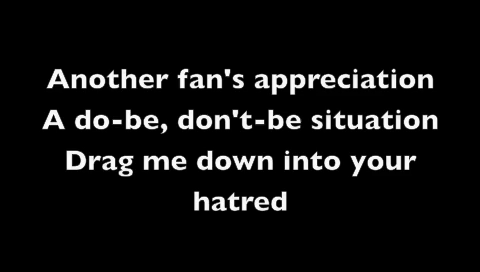 Another fan's appreciation
A do-be, don't-be situation
Drag me down into your
hatred